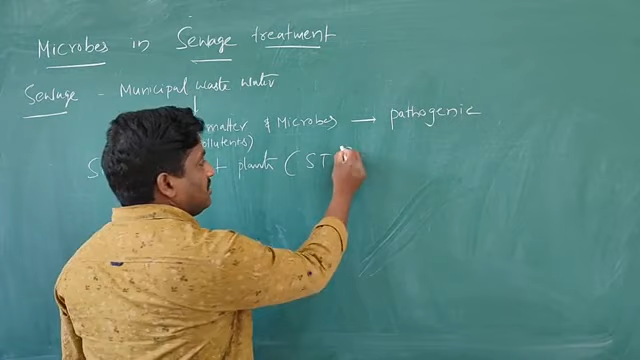 Microbes in Sewage treatment
Sewage - Municipal waste water
matter & Microbes → pathogenic
ollutents)
plants (ST